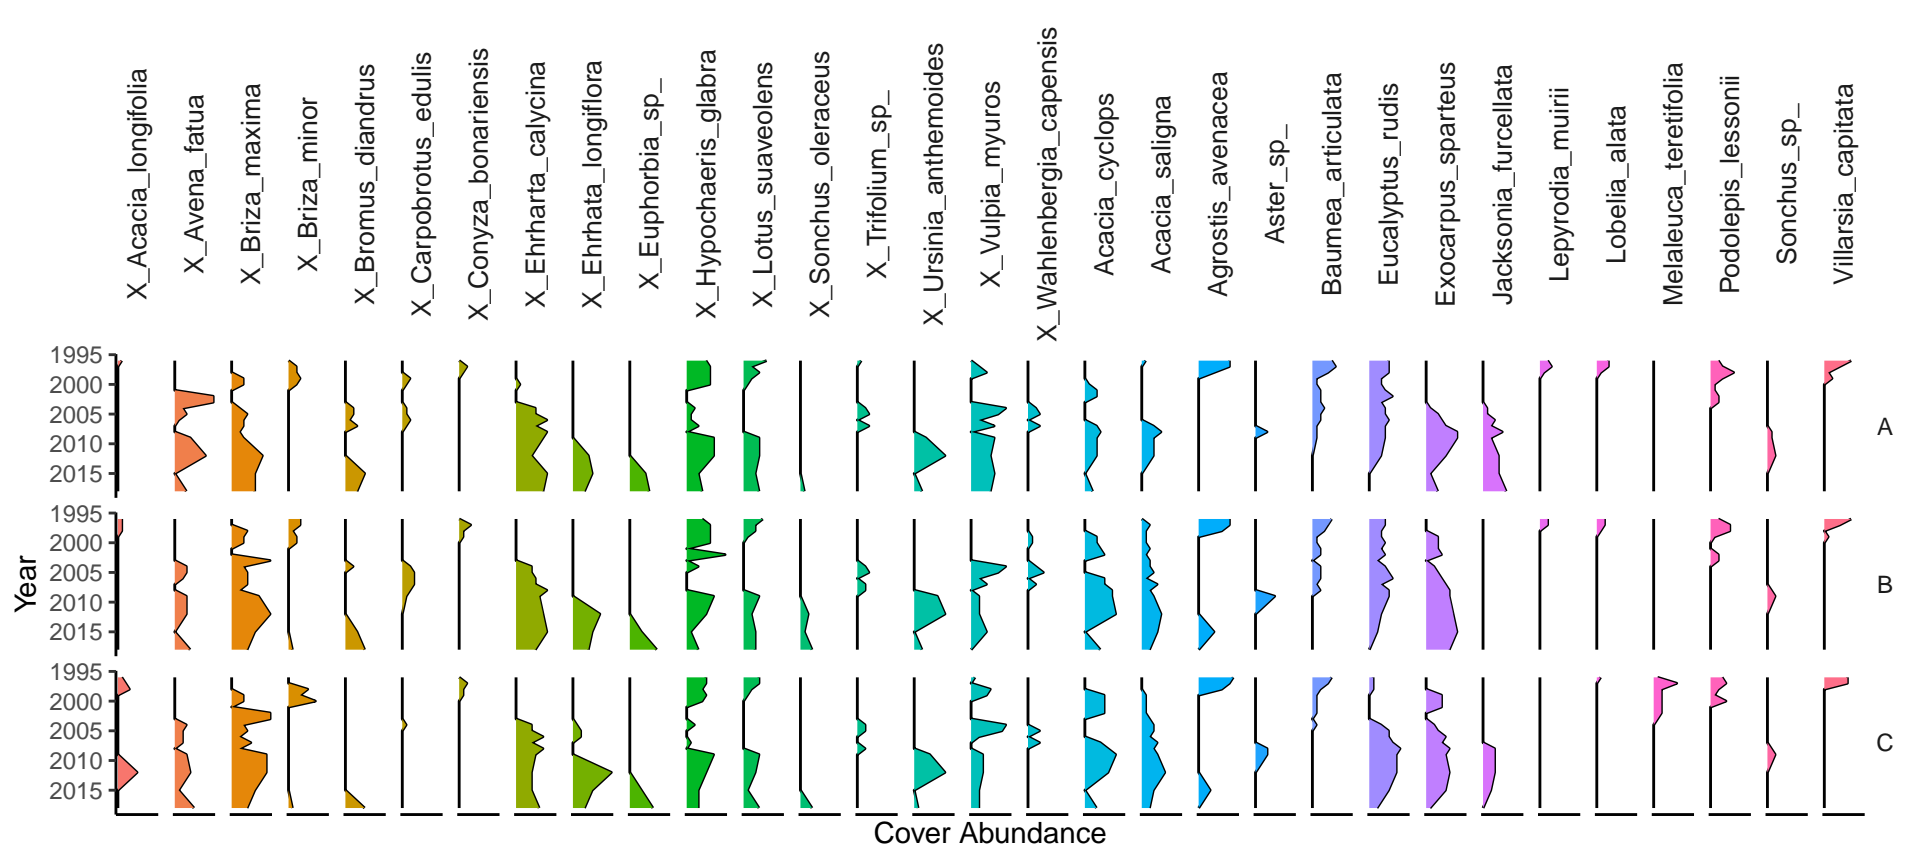 X_Acacia_longifolia
X_Avena_fatua
X_Briza_maxima
X_Briza_minor
X_Bromus_diandrus
X_Carpobrotus_edulis
X_Conyza_bonariensis
X_Ehrharta_calycina
X_Ehrhata_longiflora
X_Euphorbia_sp_
X_Hypochaeris_glabra
X_Lotus_suaveolens
X_Sonchus_oleraceus
X_Trifolium_sp_
X_Ursinia_anthemoides
X_Vulpia_myuros
X_Wahlenbergia_capensis
Acacia_cyclops
Acacia_saligna
Agrostis_avenacea
Aster_sp_
Baumea_articulata
Eucalyptus_rudis
Exocarpus_sparteus
Jacksonia_furcellata
Lepyrodia_muirii
Lobelia_alata
Melaleuca_teretifolia
Podolepis_lessonii
Sonchus_sp_
Villarsia_capitata
Year
1995
2000
2005
2010
2015
A
1995
2000
2005
2010
2015
B
1995
2000
2005
2010
2015
C
Cover Abundance